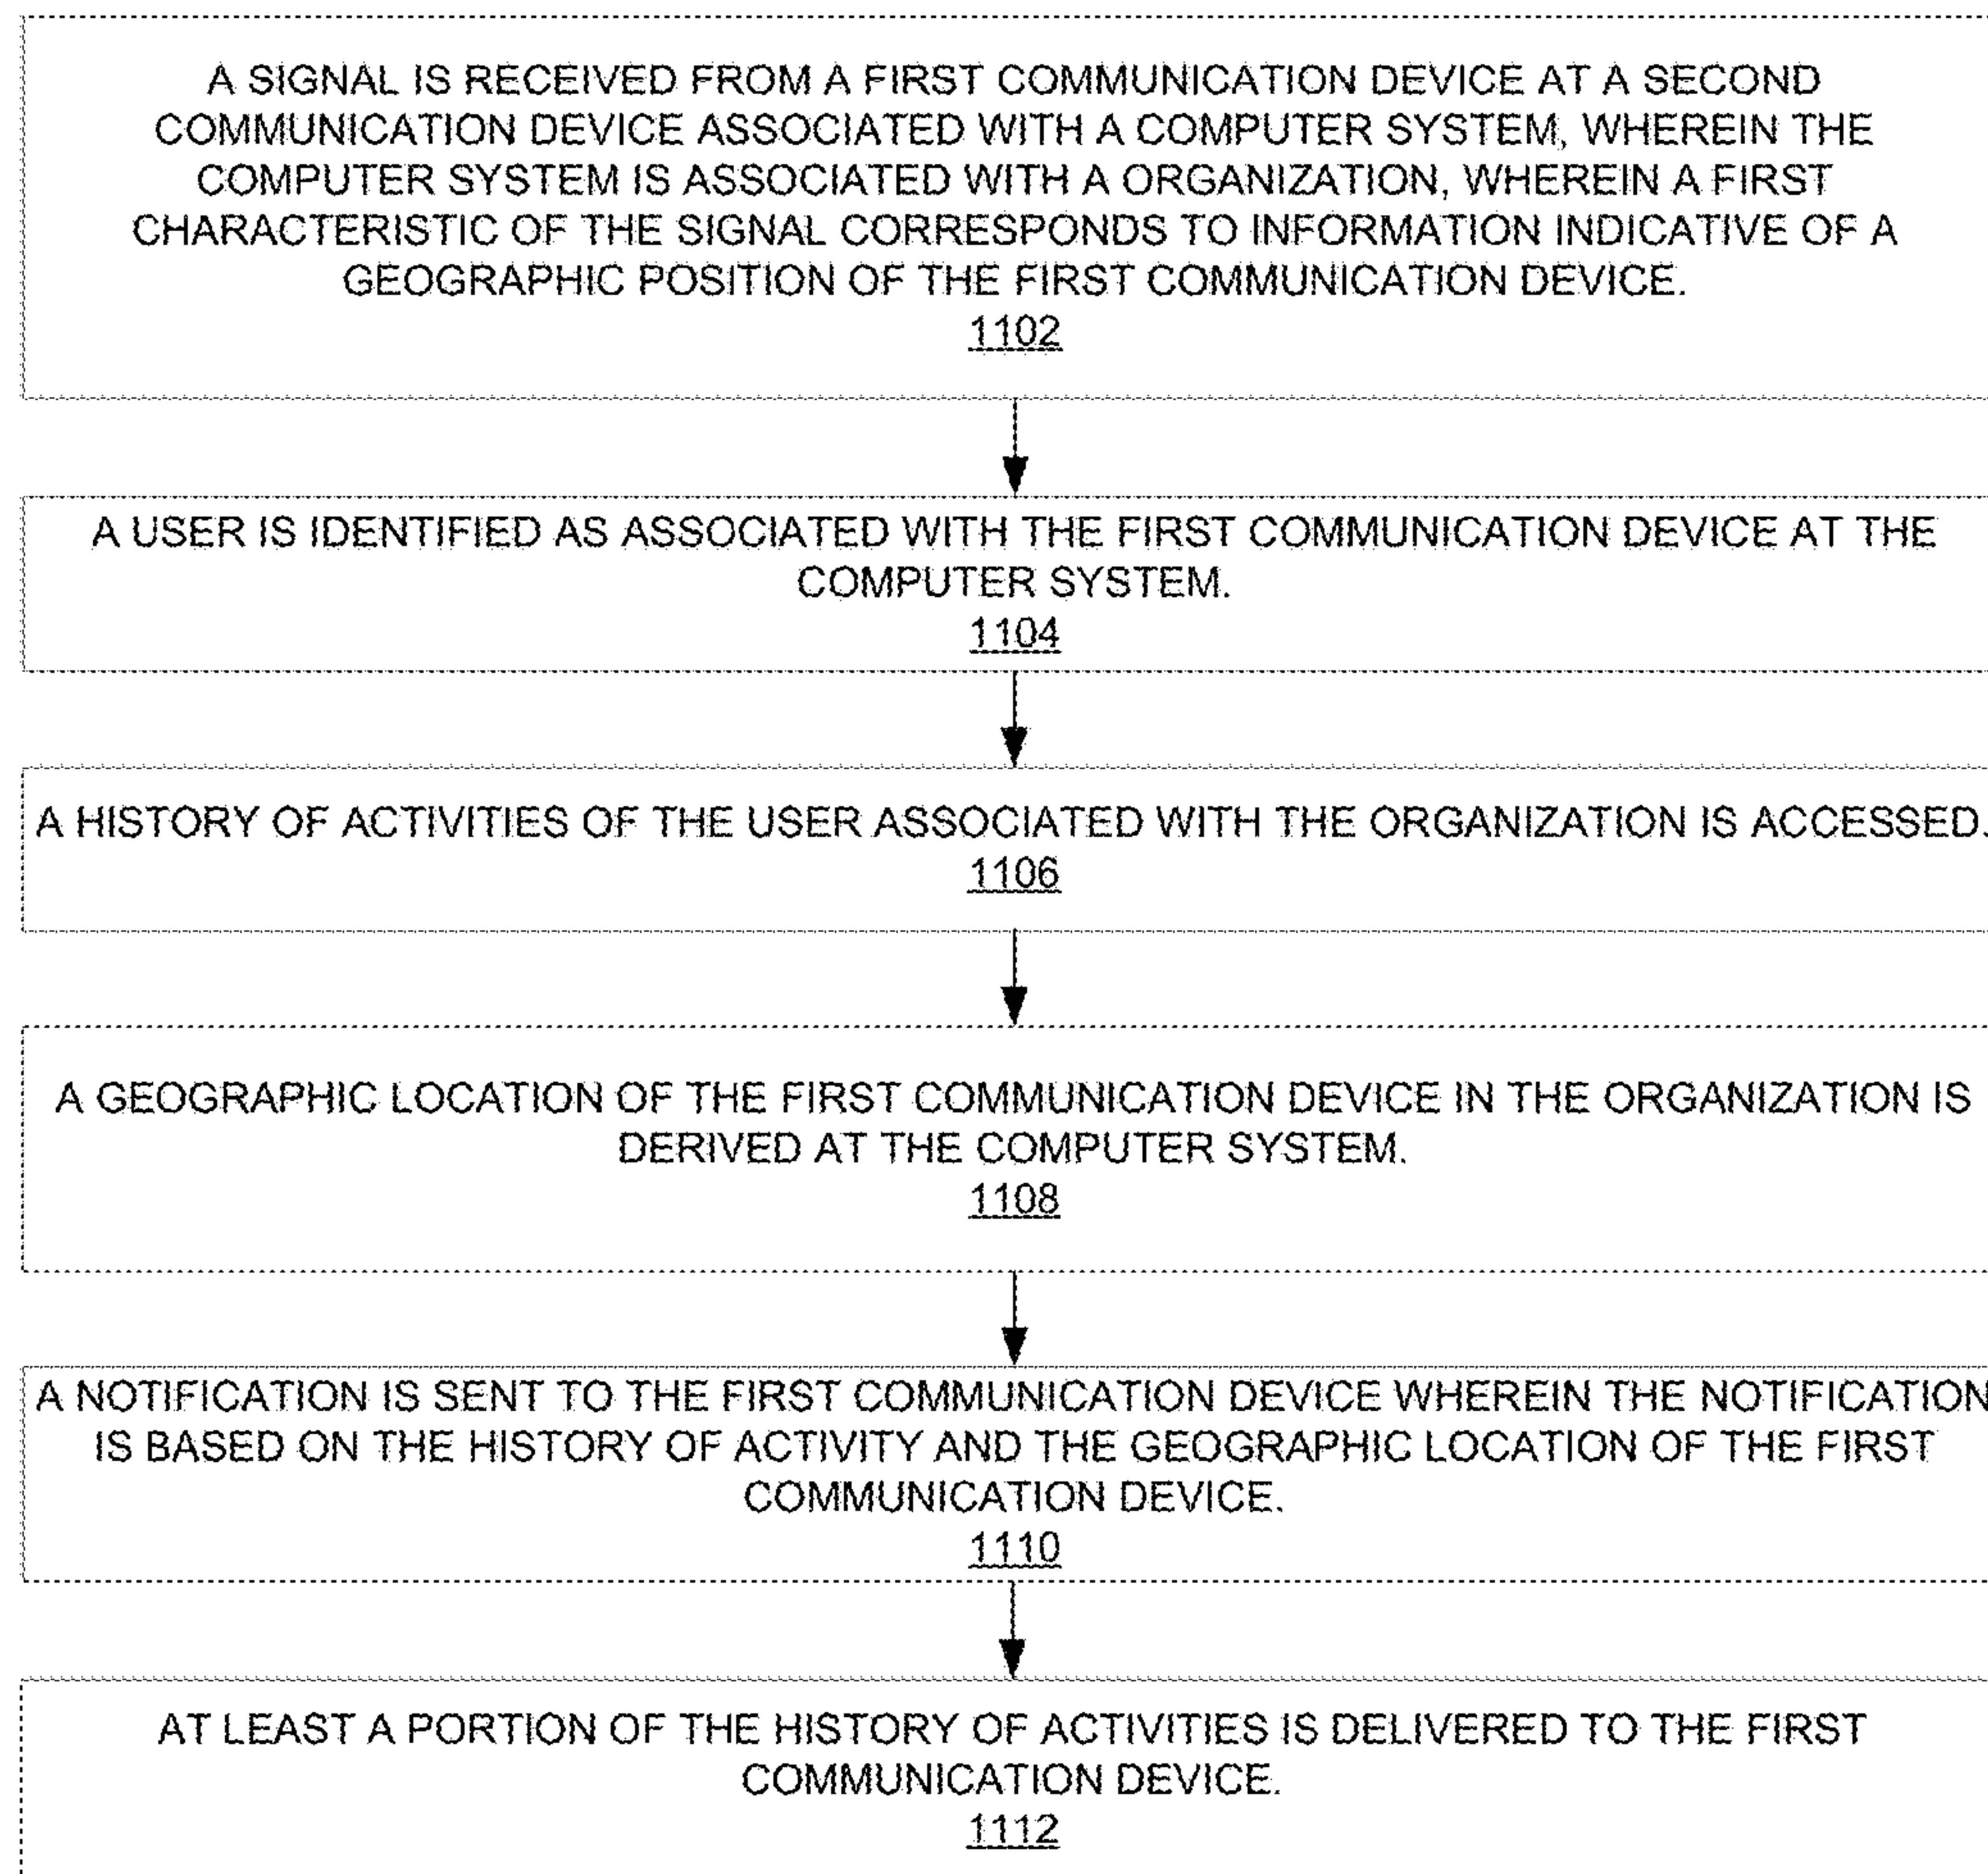 A SIGNAL IS RECEIVED FROM A FIRST COMMUNICATION DEVICE AT A SECOND
COMMUNICATION DEVICE ASSOCIATED WITH A COMPUTER SYSTEM, WHEREIN THE
COMPUTER SYSTEM IS ASSOCIATED WITH A ORGANIZATION, WHEREIN A FIRST
CHARACTERISTIC OF THE SIGNAL CORRESPONDS TO INFORMATION INDICATIVE OF A
GEOGRAPHIC POSITION OF THE FIRST COMMUNICATION DEVICE.
1102
A USER IS IDENTIFIED AS ASSOCIATED WITH THE FIRST COMMUNICATION DEVICE AT THE
COMPUTER SYSTEM.
1104
A HISTORY OF ACTIVITIES OF THE USER ASSOCIATED WITH THE ORGANIZATION IS ACCESSED.
1106
A GEOGRAPHIC LOCATION OF THE FIRST COMMUNICATION DEVICE IN THE ORGANIZATION IS
DERIVED AT THE COMPUTER SYSTEM.
1108
A NOTIFICATION IS SENT TO THE FIRST COMMUNICATION DEVICE WHEREIN THE NOTIFICATION
IS BASED ON THE HISTORY OF ACTIVITY AND THE GEOGRAPHIC LOCATION OF THE FIRST
COMMUNICATION DEVICE.
1110
AT LEAST A PORTION OF THE HISTORY OF ACTIVITIES IS DELIVERED TO THE FIRST
COMMUNICATION DEVICE.
1112